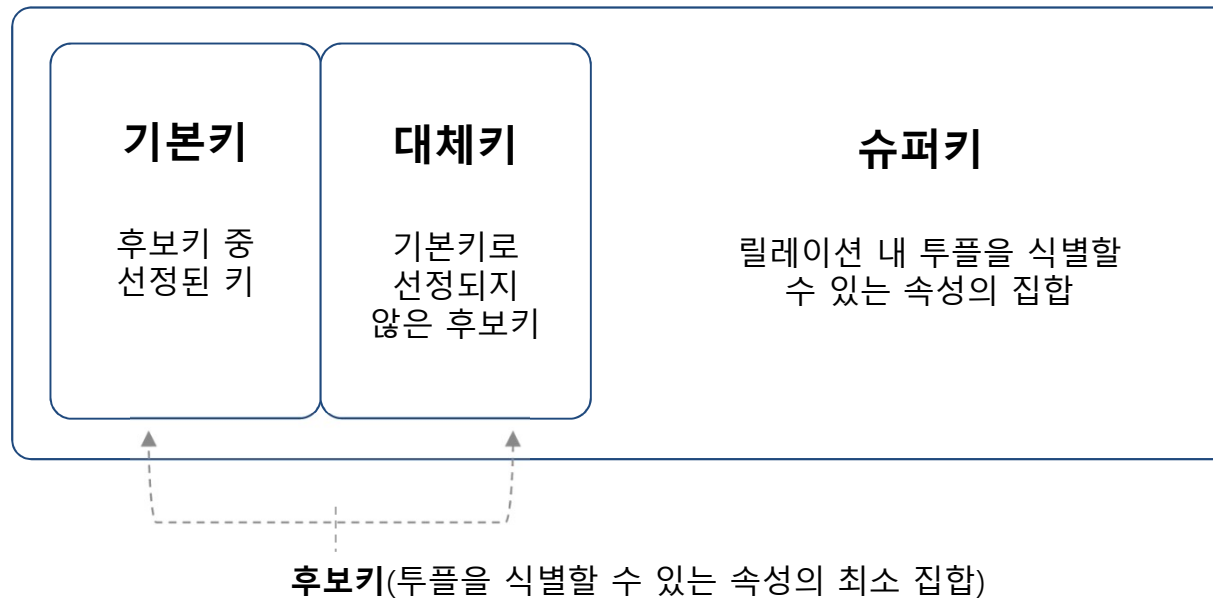 기본키
후보키 중
선정된 키
대체키
기본키로
선정되지
않은 후보키
슈퍼키
릴레이션 내 투플을 식별할
수 있는 속성의 집합
후보키(투플을 식별할 수 있는 속성의 최소 집합)